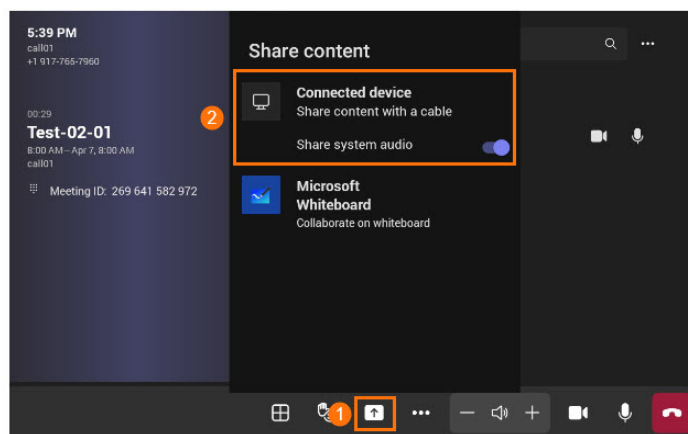 5:39 PM
call01
+1 917-765-7960
00:29
Test-02-01
8:00 AM–Apr 7, 8:00 AM
call01
Meeting ID: 269 641 582 972
Share content
2
Connected device
Share content with a cable
Share system audio
Microsoft
Whiteboard
Collaborate on whiteboard
1